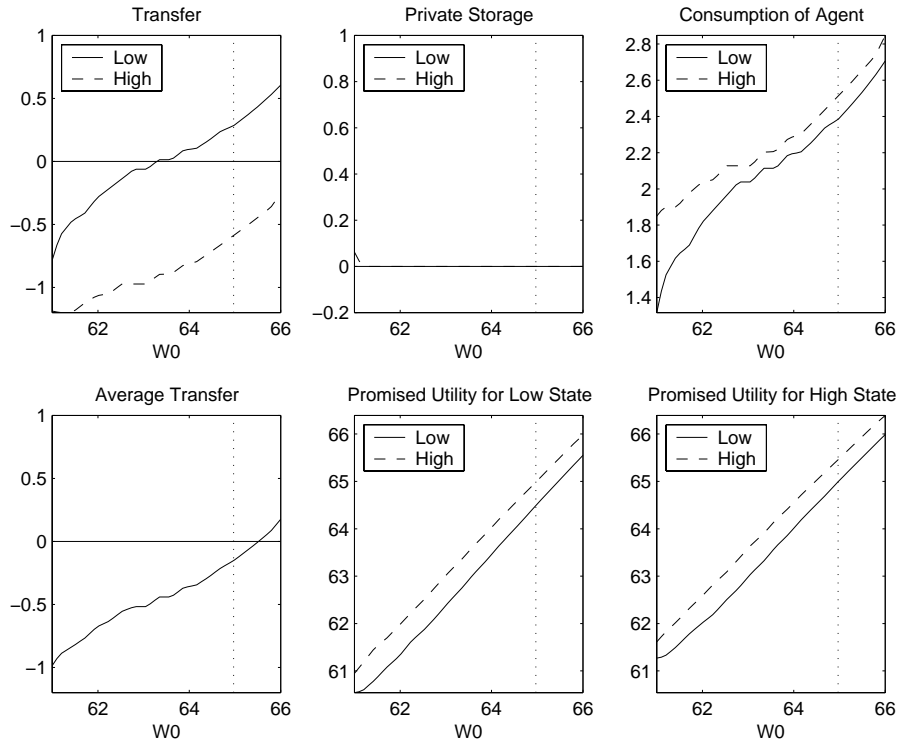 Transfer
1
0.5
0
−0.5
−1
Low
High
62
64
66
W0
Private Storage
1
0.8
0.6
0.4
0.2
0
−0.2
Low
High
62
64
66
W0
Consumption of Agent
2.8
2.6
2.4
2.2
2
1.8
1.6
1.4
Low
High
62
64
66
W0
Average Transfer
1
0.5
0
−0.5
−1
62
64
66
W0
Promised Utility for Low State
66
65
64
63
62
61
Low
High
62
64
66
W0
Promised Utility for High State
66
65
64
63
62
61
Low
High
62
64
66
W0